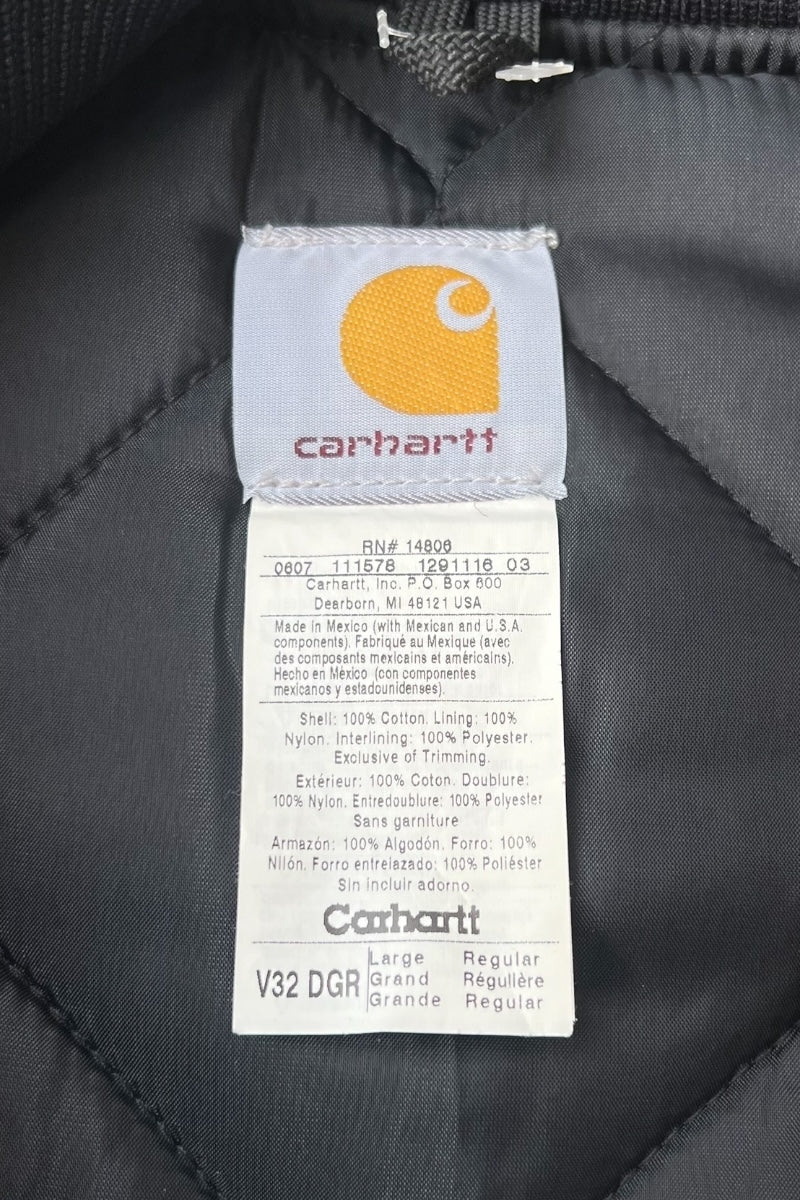 carhartt
RN# 14806
0607 111578 1291116 03
Carhartt, Inc. P.O. Box 600
Dearborn, MI 48121 USA
Made in Mexico (with Mexican and U.S.A.
components). Fabriqué au Mexique (avec
des composants mexicains et américains).
Hecho en México (con componentes
mexicanos y estadounidenses).
Shell: 100% Cotton. Lining: 100%
Nylon. Interlining: 100% Polyester.
Exclusive of Trimming.
Extérieur: 100% Coton. Doublure:
100% Nylon. Entredoublure: 100% Polyester
Sans garniture
Armazón: 100% Algodón. Forro: 100%
Nilón. Forro entrelazado: 100% Poliéster
Sin incluir adorno.
Carhartt
V32 DGR
Large Regular
Grand Régulière
Grande Regular